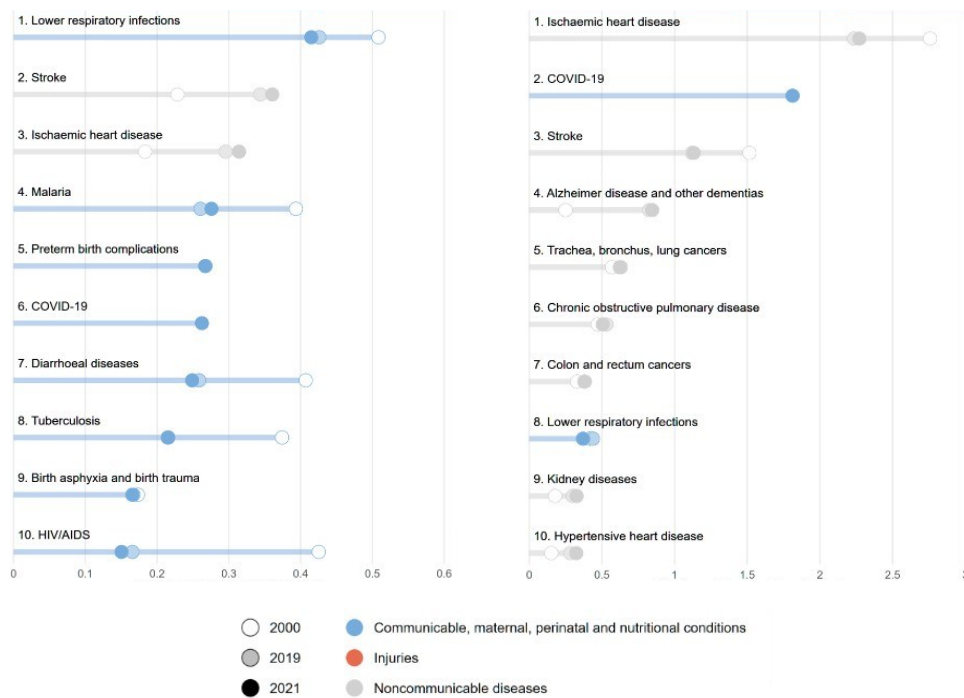 1. Lower respiratory infections
2. Stroke
3. Ischaemic heart disease
4. Malaria
5. Preterm birth complications
6. COVID-19
7. Diarrhoeal diseases
8. Tuberculosis
9. Birth asphyxia and birth trauma
10. HIV/AIDS
0 0.1 0.2 0.3 0.4 0.5 0.6
1. Ischaemic heart disease
2. COVID-19
3. Stroke
4. Alzheimer disease and other dementias
5. Trachea, bronchus, lung cancers
6. Chronic obstructive pulmonary disease
7. Colon and rectum cancers
8. Lower respiratory infections
9. Kidney diseases
10. Hypertensive heart disease
0 0.5 1 1.5 2 2.5 3
2000 Communicable, maternal, perinatal and nutritional conditions
2019 Injuries
2021 Noncommunicable diseases